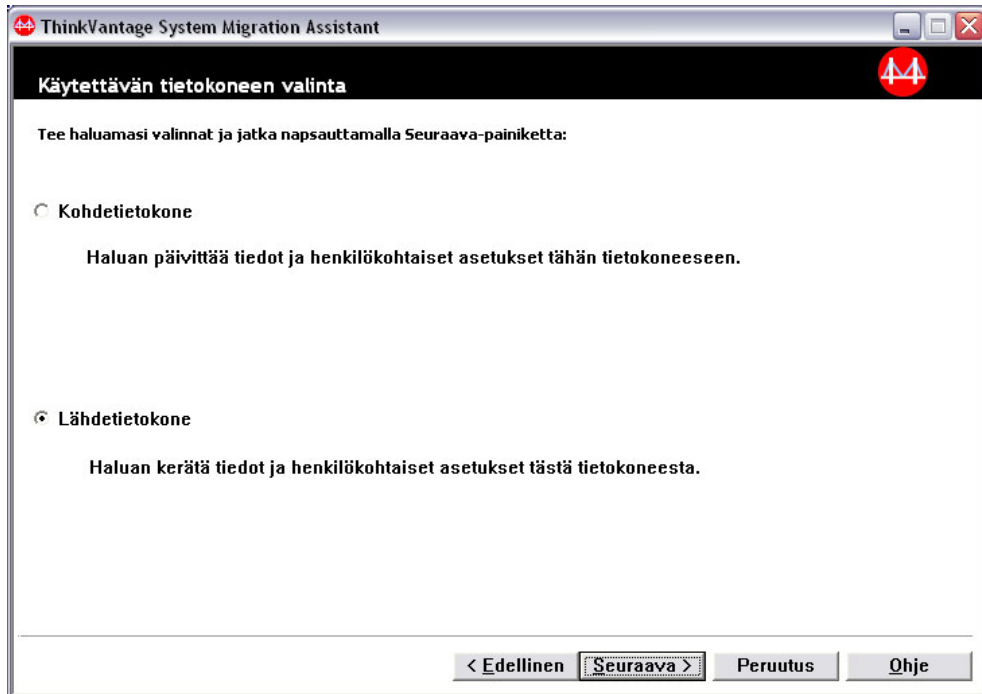 ThinkVantage System Migration Assistant
Käytettävän tietokoneen valinta
Tee haluamasi valinnat ja jatka napsauttamalla Seuraava-painiketta:
Kohdetietokone
Haluan päivittää tiedot ja henkilökohtaiset asetukset tähän tietokoneeseen.
Lähdetietokone
Haluan kerätä tiedot ja henkilökohtaiset asetukset tästä tietokoneesta.
< Edellinen Seuraava > Peruutus Ohje